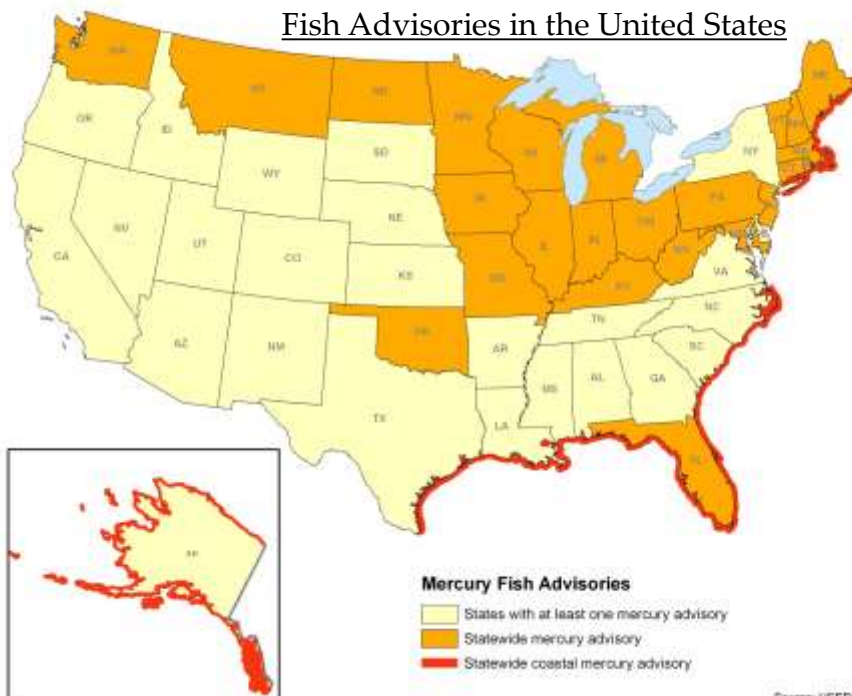 Fish Advisories in the United States
WA
MT
ND
MN
ME
OR
ID
SD
WI
MI
NY
WY
IA
PA
NE
NV
UT
IL
IN
OH
CA
CO
WV
KS
MO
KY
VA
TN
NC
AZ
NM
OK
AR
SC
MS
AL
GA
TX
LA
FL
AK
Mercury Fish Advisories
States with at least one mercury advisory
Statewide mercury advisory
Statewide coastal mercury advisory